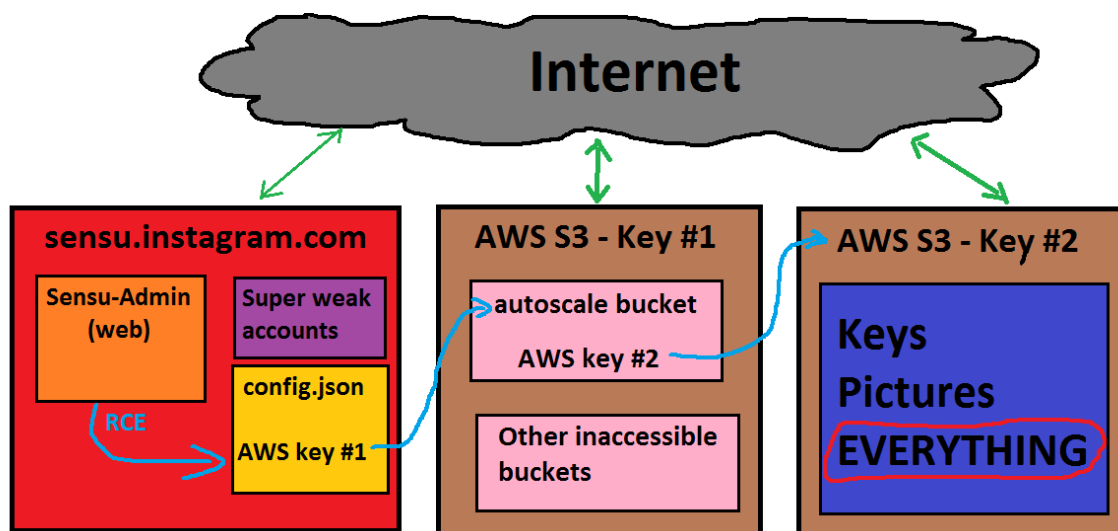 Internet
sensu.instagram.com
Sensu-Admin
(web)
Super weak
accounts
RCE
config.json
AWS key #1
AWS S3 - Key #1
autoscale bucket
AWS key #2
Other inaccessible
buckets
AWS S3 - Key #2
Keys
Pictures
EVERYTHING